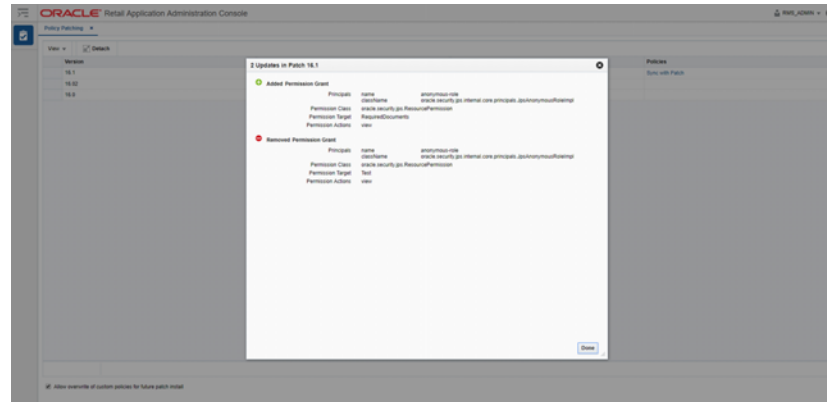 ORACLE Retail Application Administration Console
RMS_ADMIN
Policy Patching
View
Detach
Version
Policies
16.1
Sync with Patch
16.02
16.0
2 Updates in Patch 16.1
Added Permission Grant
Principals name anonymous-role
className oracle.security.jps.internal.core.principals.JpsAnonymousRoleImpl
Permission Class oracle.security.jps.ResourcePermission
Permission Target RequiredDocuments
Permission Actions view
Removed Permission Grant
Principals name anonymous-role
className oracle.security.jps.internal.core.principals.JpsAnonymousRoleImpl
Permission Class oracle.security.jps.ResourcePermission
Permission Target Test
Permission Actions view
Done
Allow overwrite of custom policies for future patch install